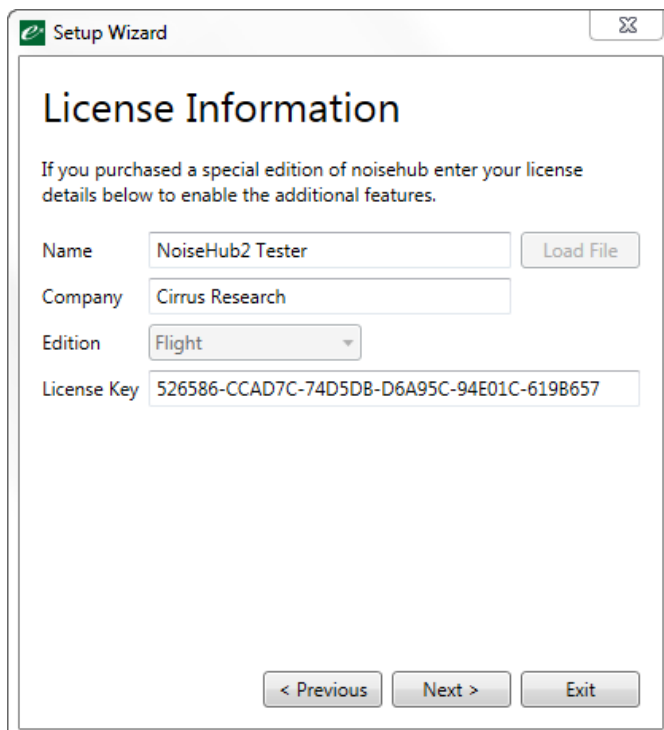 Setup Wizard
License Information
If you purchased a special edition of noisehub enter your license
details below to enable the additional features.
Name NoiseHub2 Tester Load File
Company Cirrus Research
Edition Flight
License Key 526586-CCAD7C-74D5DB-D6A95C-94E01C-619B657
< Previous Next > Exit